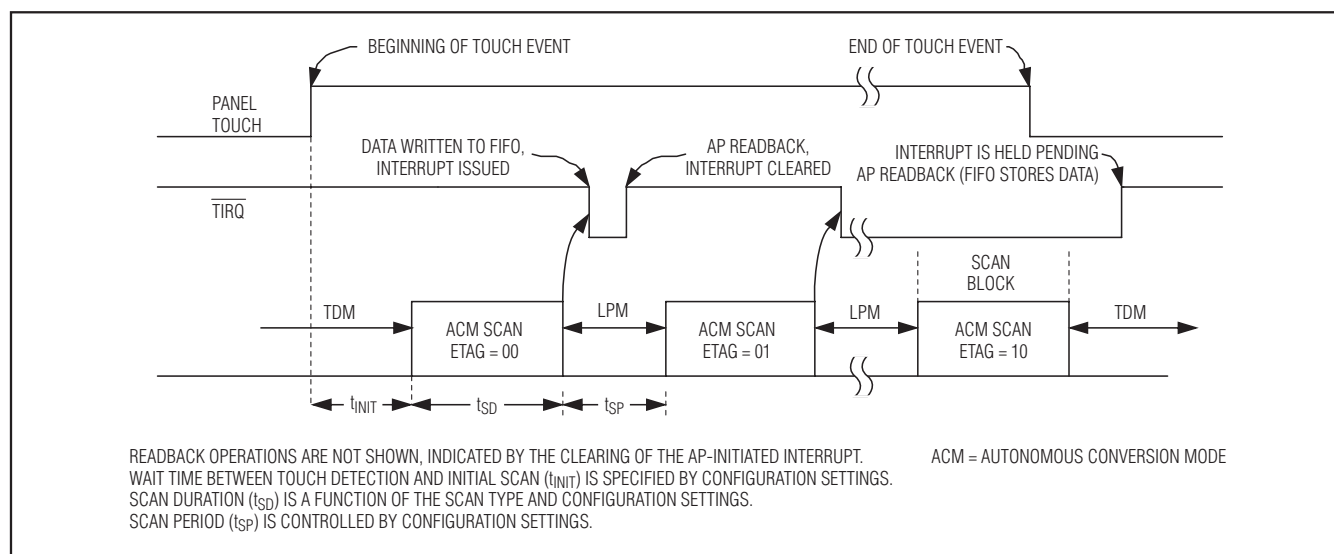 BEGINNING OF TOUCH EVENT
END OF TOUCH EVENT
PANEL
TOUCH
DATA WRITTEN TO FIFO,
INTERRUPT ISSUED
AP READBACK,
INTERRUPT CLEARED
INTERRUPT IS HELD PENDING
AP READBACK (FIFO STORES DATA)
TIRQ
SCAN
BLOCK
TDM
ACM SCAN
ETAG = 00
LPM
ACM SCAN
ETAG = 01
LPM
ACM SCAN
ETAG = 10
TDM
tINIT
tSD
tSP
READBACK OPERATIONS ARE NOT SHOWN, INDICATED BY THE CLEARING OF THE AP-INITIATED INTERRUPT.
ACM = AUTONOMOUS CONVERSION MODE
WAIT TIME BETWEEN TOUCH DETECTION AND INITIAL SCAN (tINIT) IS SPECIFIED BY CONFIGURATION SETTINGS.
SCAN DURATION (tSD) IS A FUNCTION OF THE SCAN TYPE AND CONFIGURATION SETTINGS.
SCAN PERIOD (tSP) IS CONTROLLED BY CONFIGURATION SETTINGS.